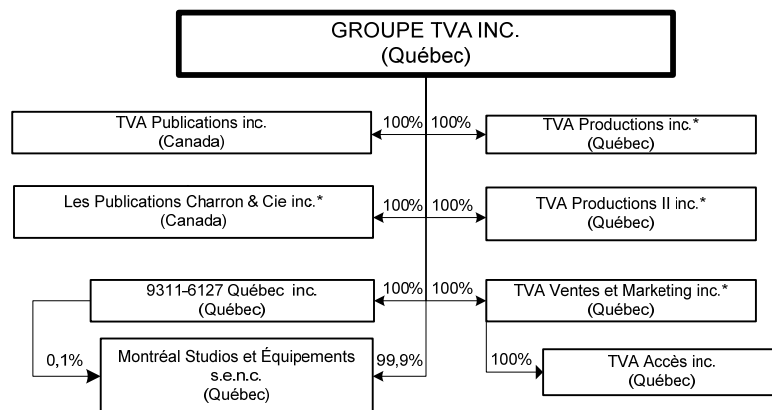 GROUPE TVA INC.
(Québec)
TVA Publications inc.
(Canada)
100%
100%
TVA Productions inc.*
(Québec)
Les Publications Charron & Cie inc.*
(Canada)
100%
100%
TVA Productions II inc.*
(Québec)
9311-6127 Québec inc.
(Québec)
100%
100%
TVA Ventes et Marketing inc.*
(Québec)
0,1%
Montréal Studios et Équipements
s.e.n.c.
(Québec)
99,9%
100%
TVA Accès inc.
(Québec)